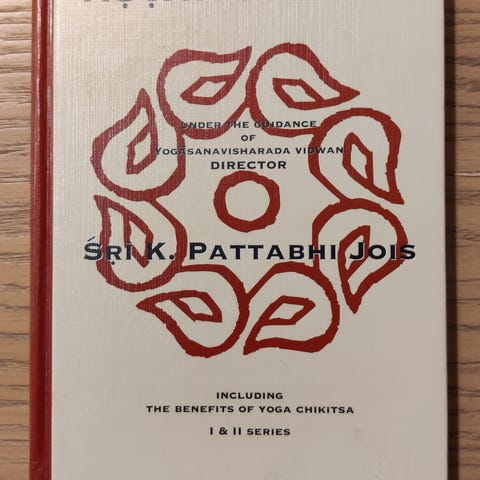 UNDER THE GUIDANCE
OF
YOGASANAVISHARADA VIDWAN
DIRECTOR
ŚRĪ K. PATTABHI JOIS
INCLUDING
THE BENEFITS OF YOGA CHIKITSA
I & II SERIES